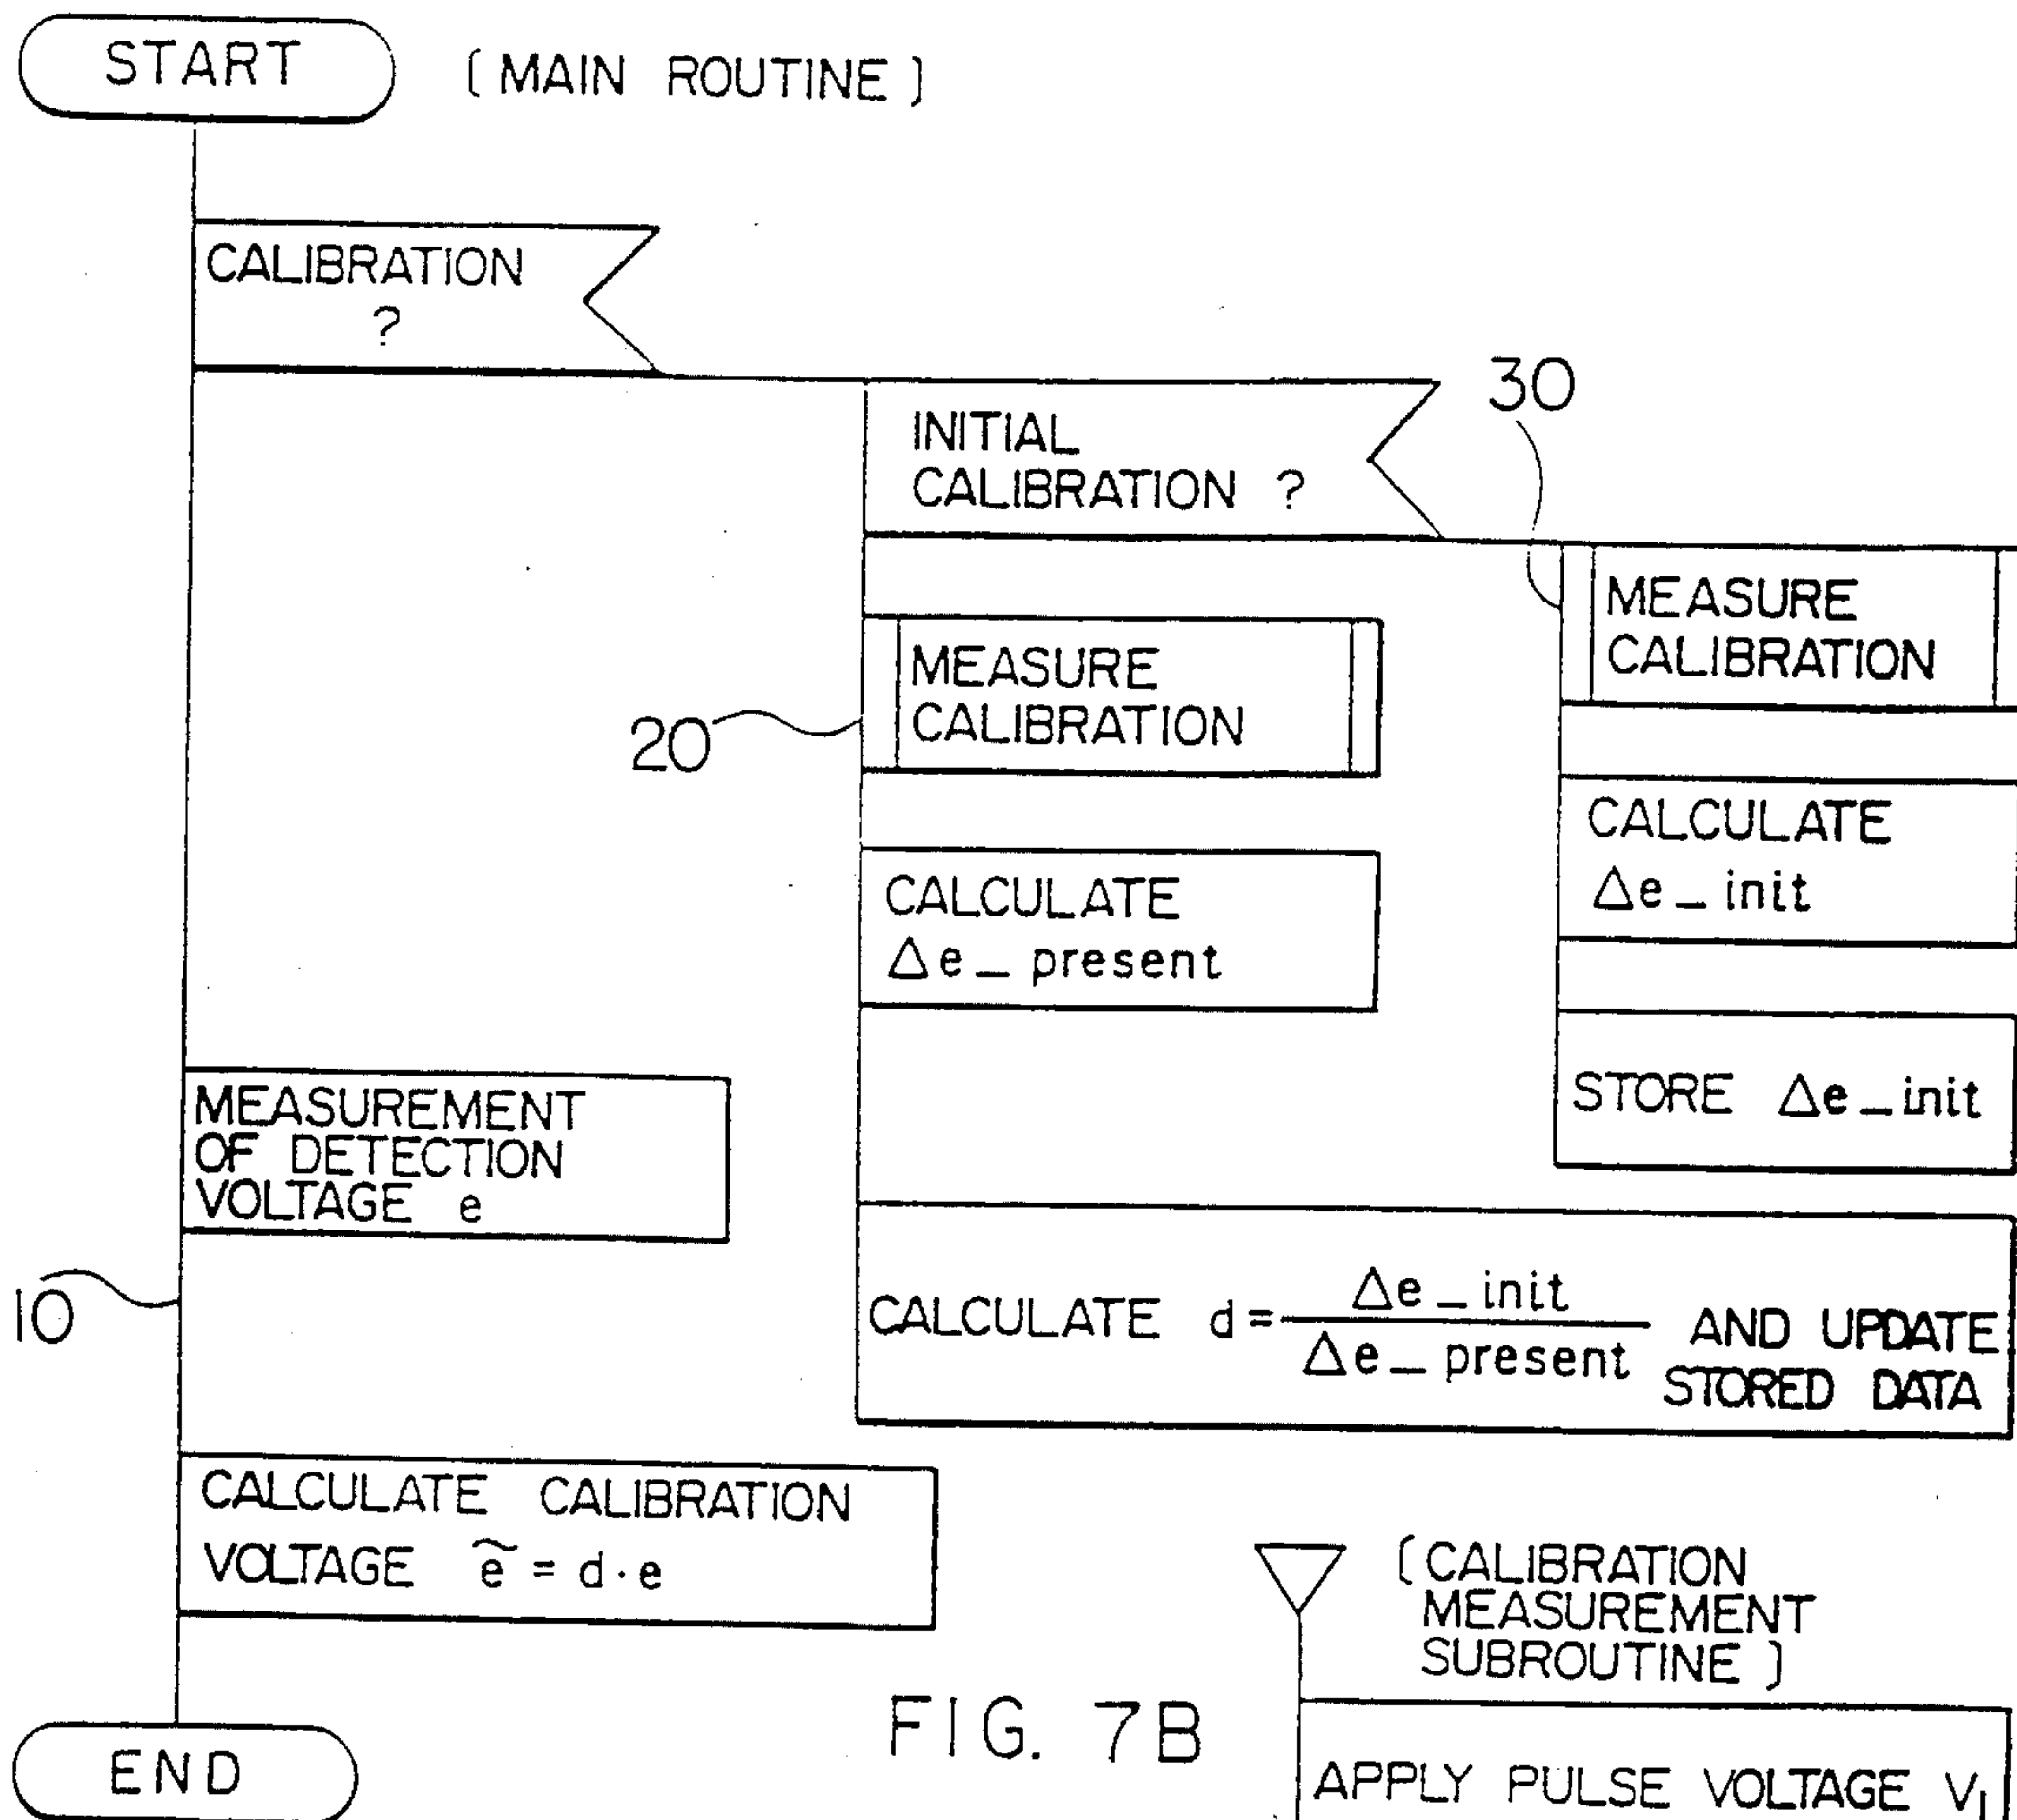 START
[MAIN ROUTINE]
CALIBRATION
?
INITIAL
CALIBRATION ?
30
MEASURE
CALIBRATION
20
MEASURE
CALIBRATION
CALCULATE
Δe_init
CALCULATE
Δe_present
STORE Δe_init
MEASUREMENT
OF DETECTION
VOLTAGE e
10
CALCULATE d = Δe_init / Δe_present AND UPDATE
STORED DATA
CALCULATE CALIBRATION
VOLTAGE ẽ = d·e
END
FIG. 7B
[CALIBRATION
MEASUREMENT
SUBROUTINE]
APPLY PULSE VOLTAGE V